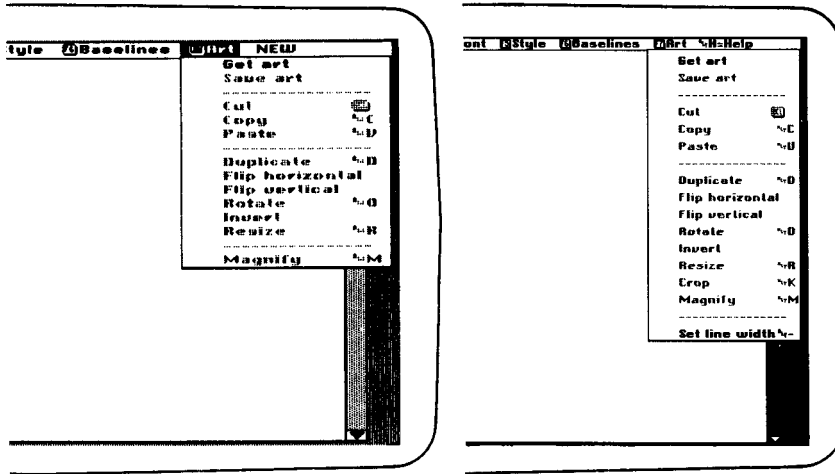 tyle Baselines Art NEW
Get art
Save art
Cut
Copy C
Paste V
Duplicate D
Flip horizontal
Flip vertical
Rotate O
Invert
Resize R
Magnify M
ont Style Baselines Art H=Help
Get art
Save art
Cut
Copy C
Paste V
Duplicate D
Flip horizontal
Flip vertical
Rotate O
Invert
Resize R
Crop K
Magnify M
Set line width -